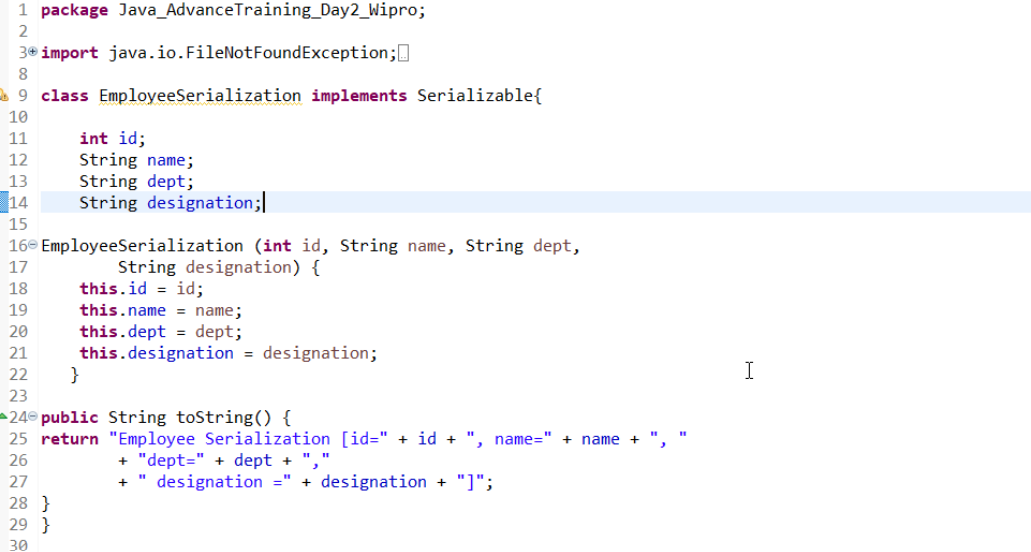 1 package Java_AdvanceTraining_Day2_Wipro;
2
3 import java.io.FileNotFoundException;
8
9 class EmployeeSerialization implements Serializable{
10
11     int id;
12     String name;
13     String dept;
14     String designation;
15
16 EmployeeSerialization (int id, String name, String dept,
17         String designation) {
18     this.id = id;
19     this.name = name;
20     this.dept = dept;
21     this.designation = designation;
22    }
23
24 public String toString() {
25 return "Employee Serialization [id=" + id + ", name=" + name + ", "
26         + "dept=" + dept + ","
27         + " designation =" + designation + "]";
28 }
29 }
30